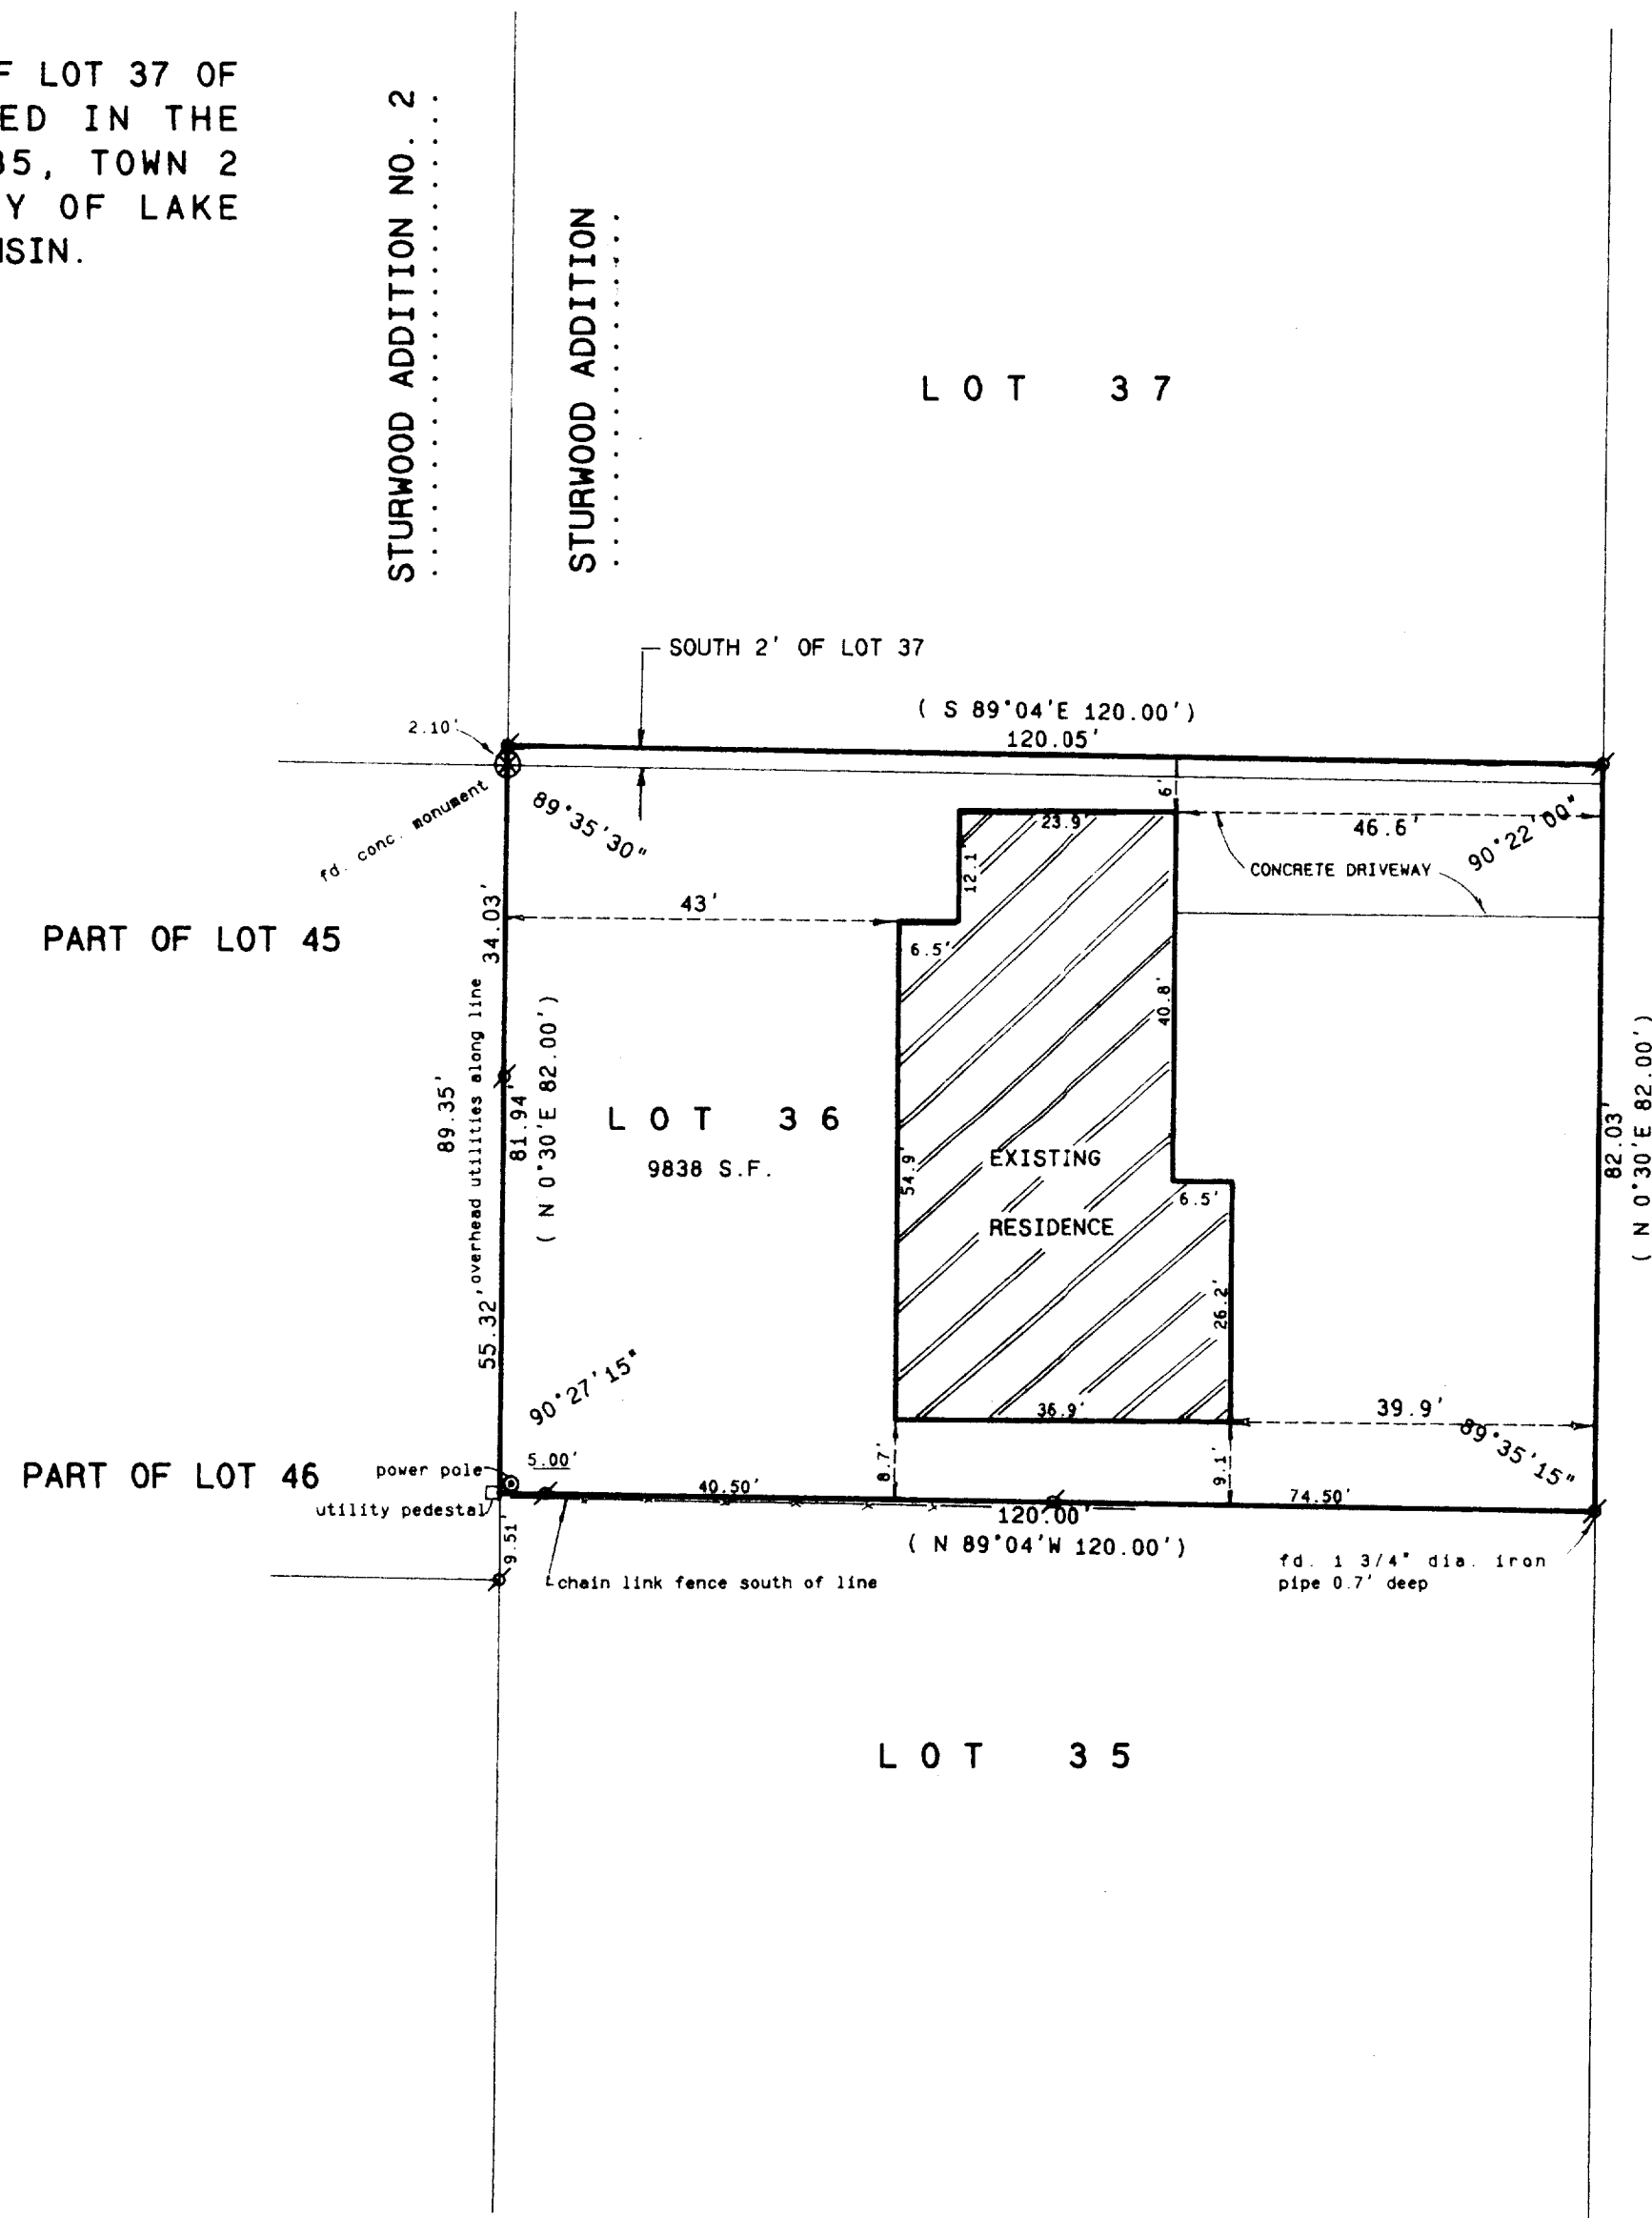 F LOT 37 OF
ED IN THE
35, TOWN 2
Y OF LAKE
NSIN.
STURWOOD ADDITION NO. 2
STURWOOD ADDITION
LOT 37
SOUTH 2' OF LOT 37
( S 89°04'E 120.00')
120.05'
2.10'
fd. conc. monument
89°35'30"
6'
23.9'
46.6'
90°22'00"
12.1
CONCRETE DRIVEWAY
43'
34.03'
PART OF LOT 45
6.5'
40.8'
overhead utilities along line
89.35'
81.94'
( N 0°30'E 82.00')
LOT 36
9838 S.F.
54.9'
EXISTING
RESIDENCE
6.5'
82.03'
( N 0°30'E 82.00')
55.32'
26.2'
90°27'15"
36.9'
39.9'
89°35'15"
8.7'
9.1'
PART OF LOT 46
power pole
5.00'
utility pedestal
40.50'
74.50'
120.00'
( N 89°04'W 120.00')
9.51'
chain link fence south of line
fd. 1 3/4" dia. iron
pipe 0.7' deep
LOT 35